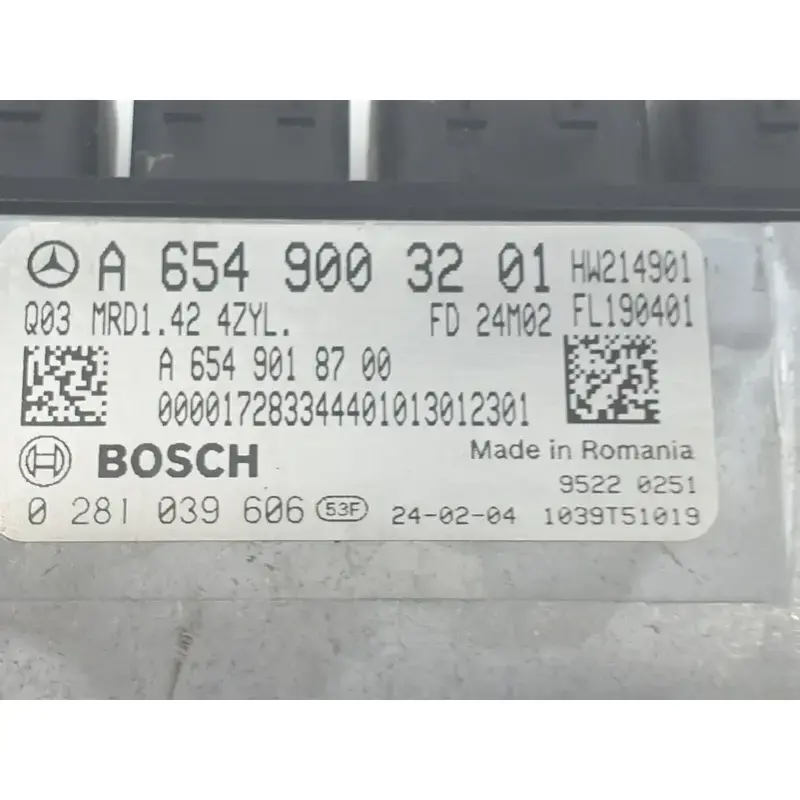 A 654 900 32 01 HW214901
Q03 MRD1.42 4ZYL. FD 24M02 FL190401
A 654 901 87 00
000017283344401013012301
BOSCH Made in Romania
9522 0251
0 281 039 606 53F 24-02-04 1039T51019